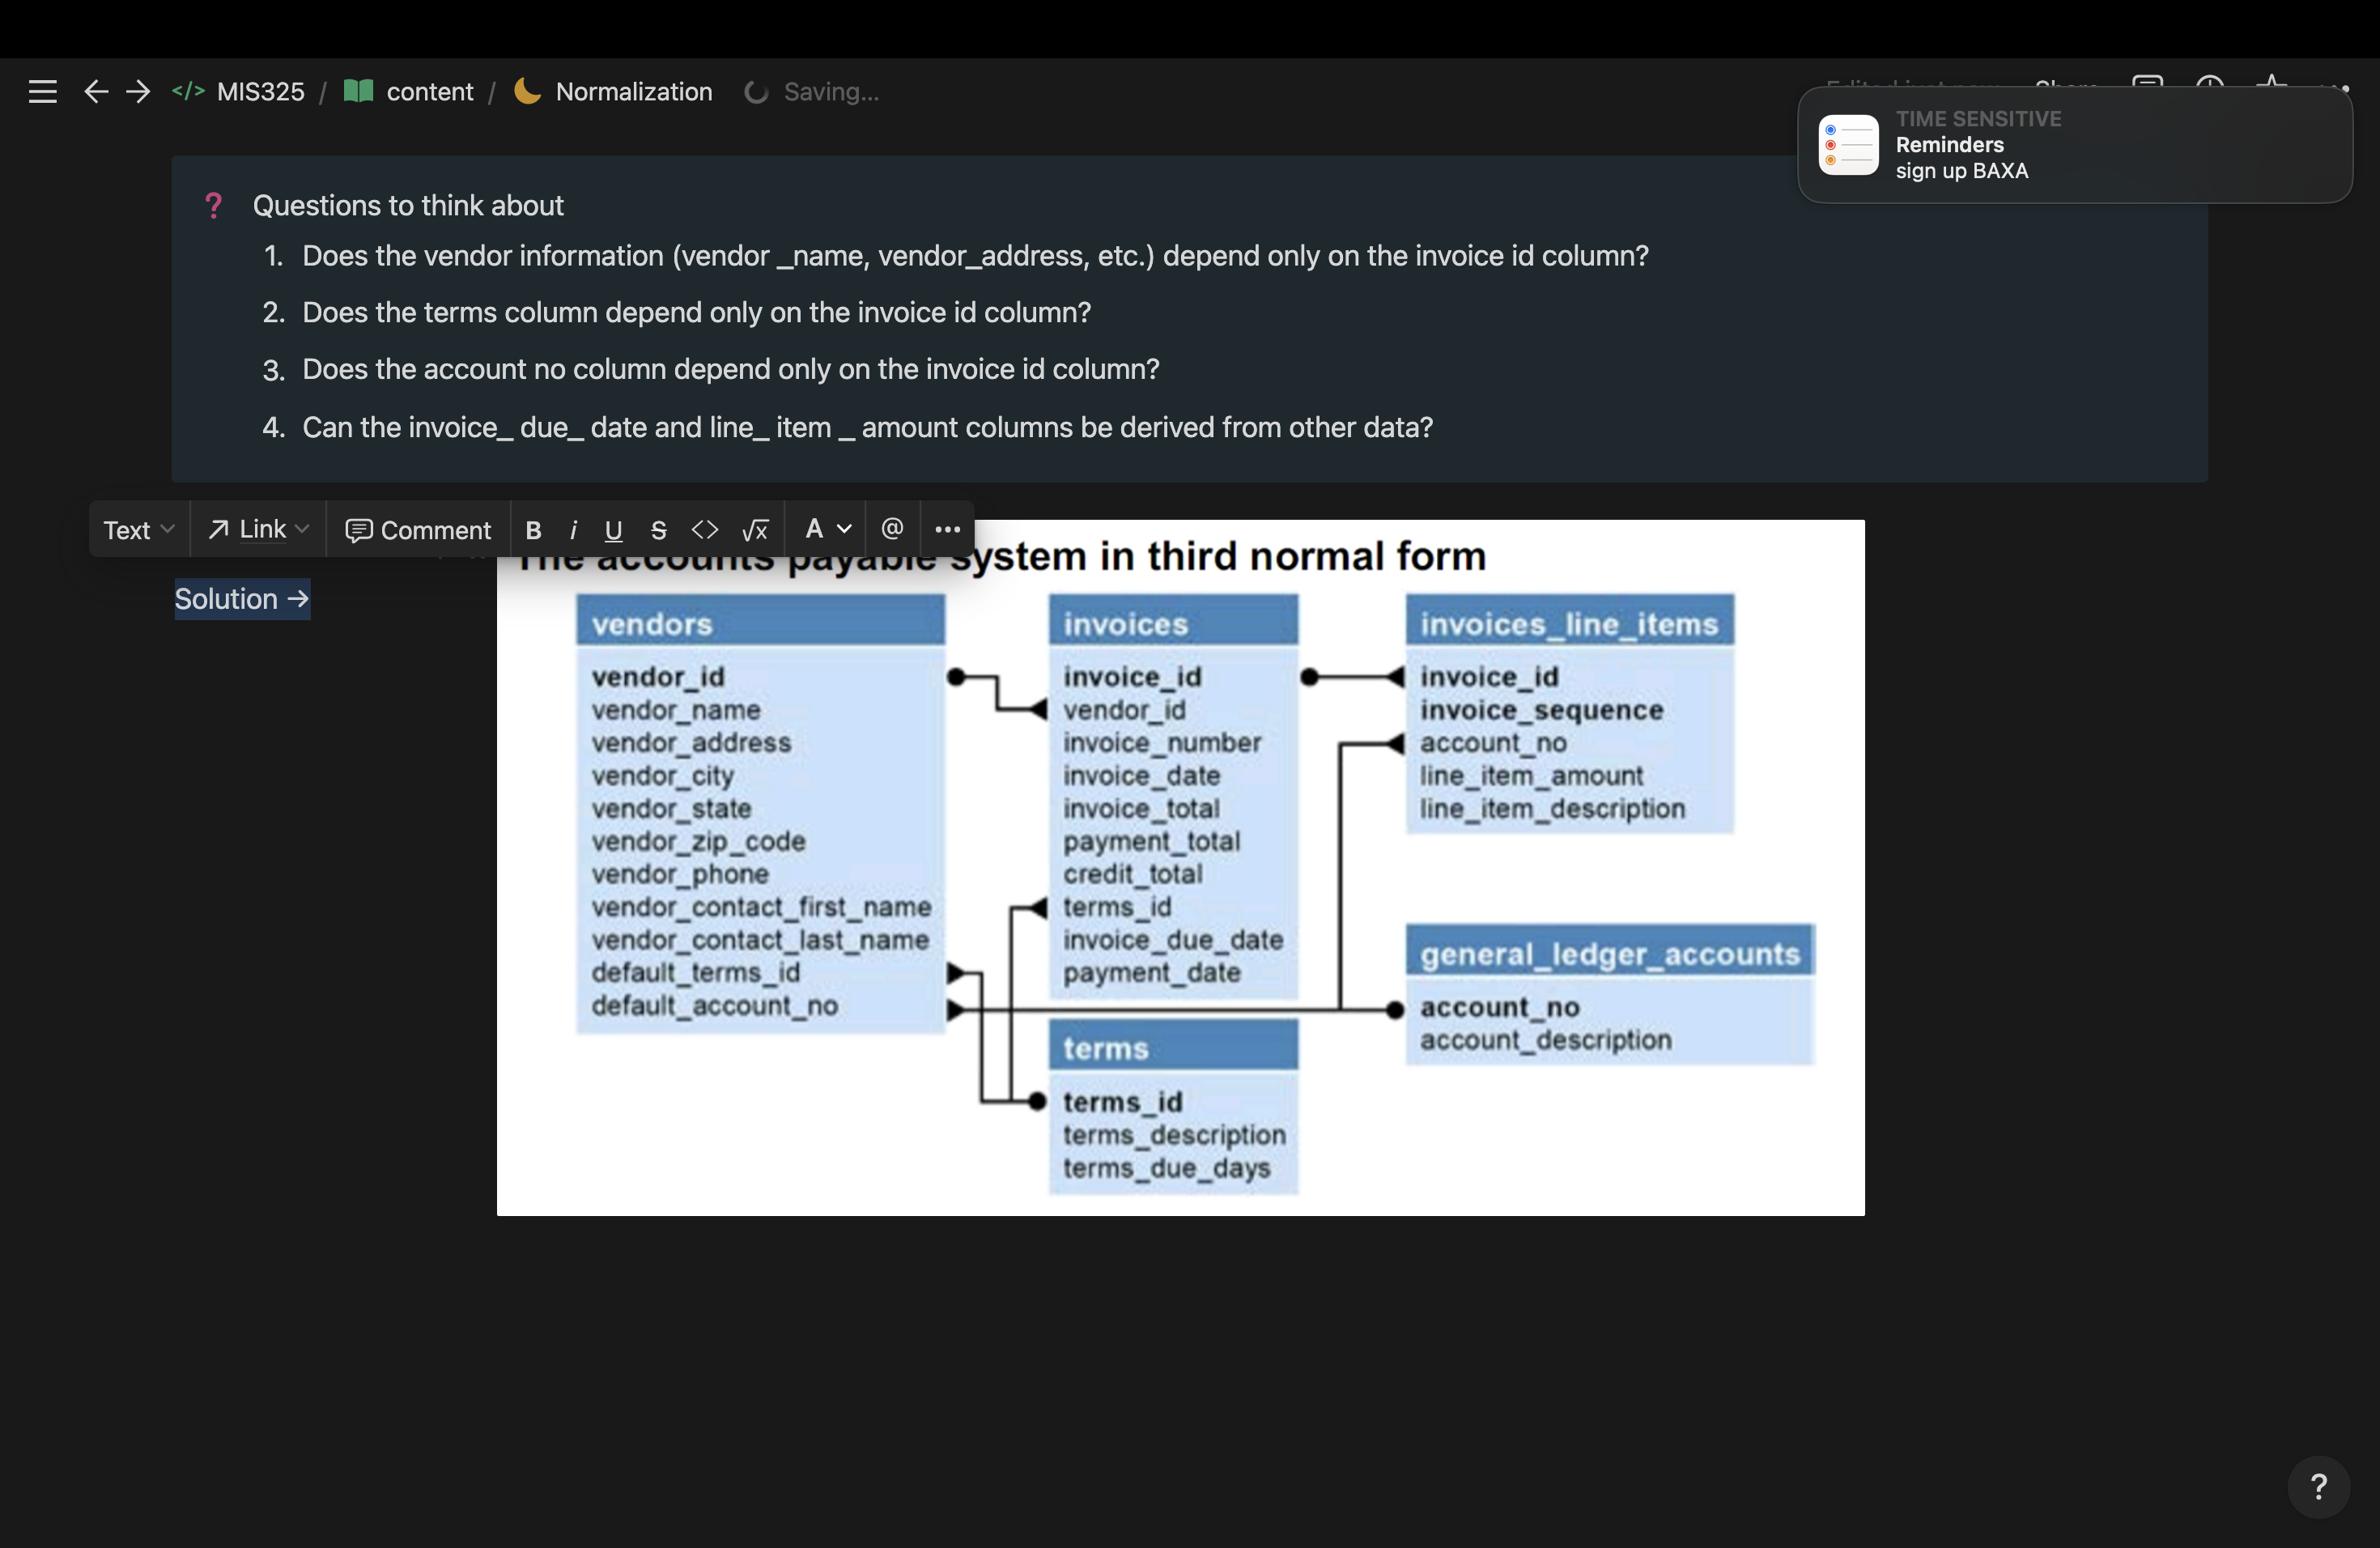 MIS325 / content / Normalization Saving...
Share
TIME SENSITIVE
Reminders
sign up BAXA
? Questions to think about
1. Does the vendor information (vendor _name, vendor_address, etc.) depend only on the invoice id column?
2. Does the terms column depend only on the invoice id column?
3. Does the account no column depend only on the invoice id column?
4. Can the invoice_ due_ date and line_ item _ amount columns be derived from other data?
Text Link Comment B i U S <> √x A @ •••
The accounts payable system in third normal form
Solution →
vendors
vendor_id
vendor_name
vendor_address
vendor_city
vendor_state
vendor_zip_code
vendor_phone
vendor_contact_first_name
vendor_contact_last_name
default_terms_id
default_account_no
invoices
invoice_id
vendor_id
invoice_number
invoice_date
invoice_total
payment_total
credit_total
terms_id
invoice_due_date
payment_date
terms
terms_id
terms_description
terms_due_days
invoices_line_items
invoice_id
invoice_sequence
account_no
line_item_amount
line_item_description
general_ledger_accounts
account_no
account_description
?